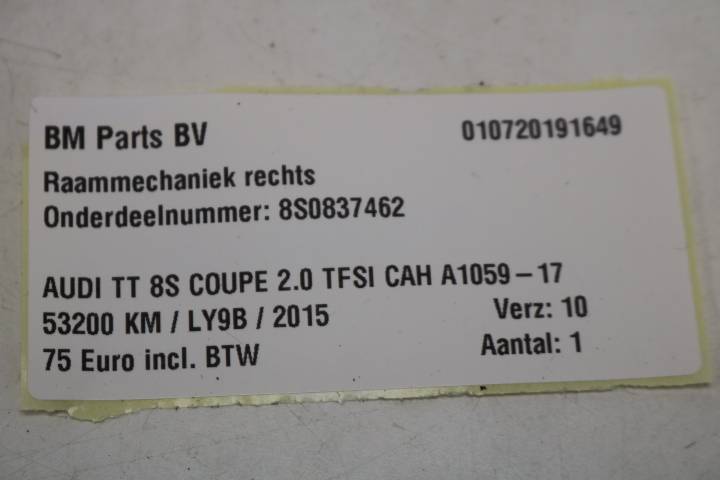 BM Parts BV 010720191649
Raammechaniek rechts
Onderdeelnummer: 8S0837462
AUDI TT 8S COUPE 2.0 TFSI CAH A1059-17
53200 KM / LY9B / 2015 Verz: 10
75 Euro incl. BTW Aantal: 1